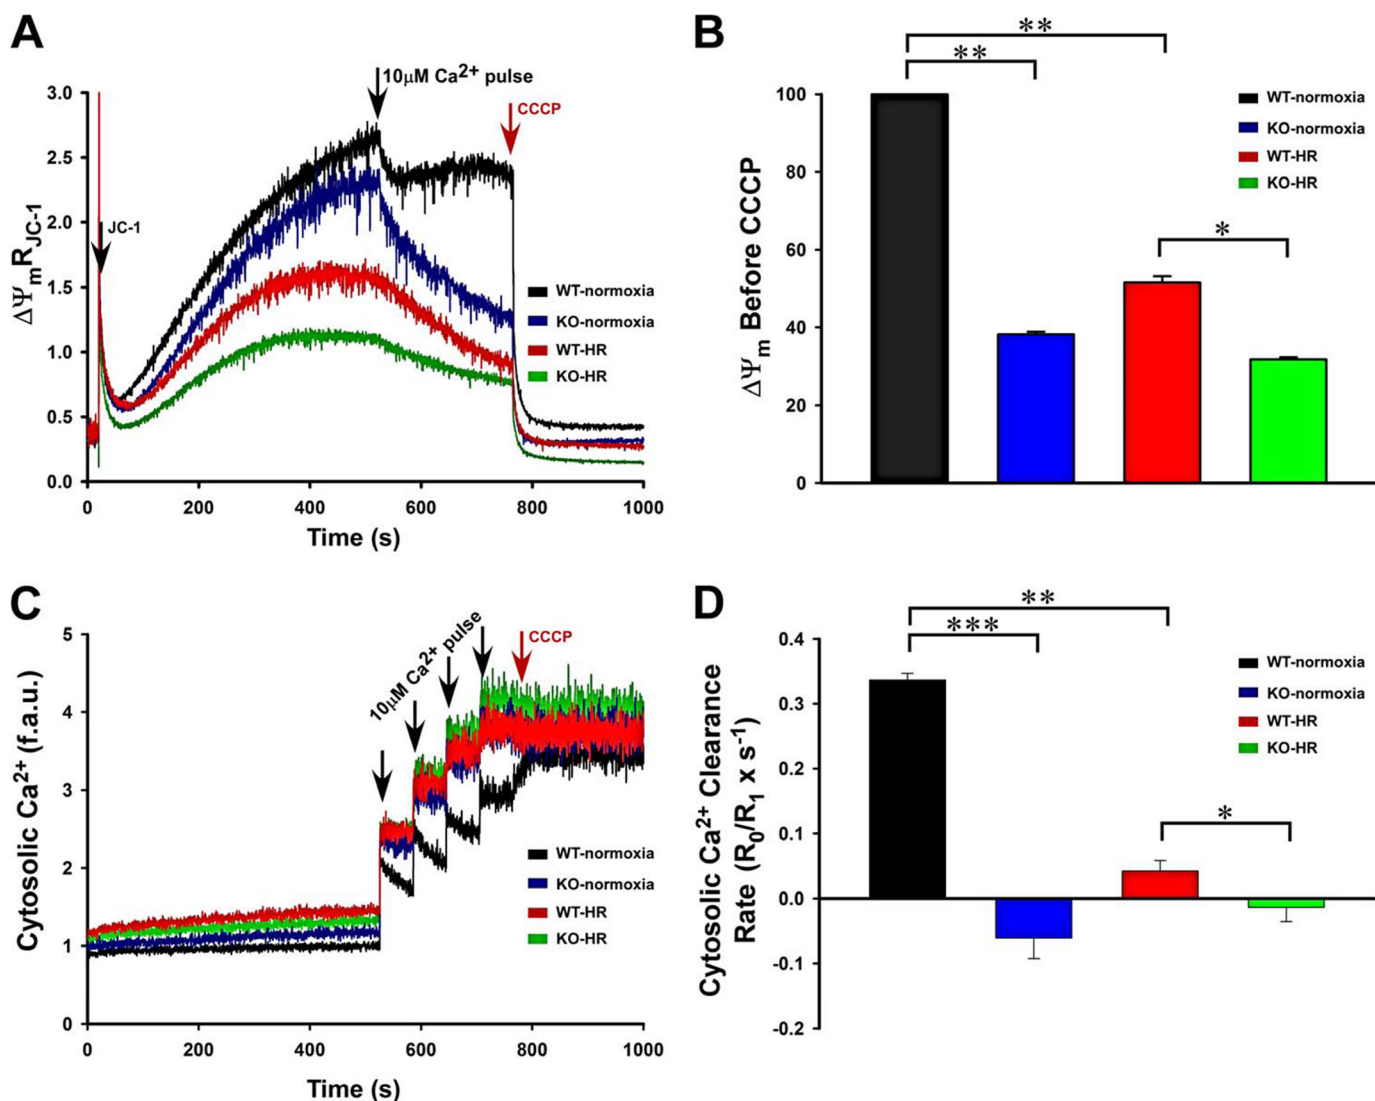 A
10µM Ca2+ pulse
CCCP
JC-1
ΔΨmRJC-1
3.0
2.5
2.0
1.5
1.0
0.5
0.0
WT-normoxia
KO-normoxia
WT-HR
KO-HR
0
200
400
600
800
1000
Time (s)
B
**
**
*
ΔΨm Before CCCP
100
80
60
40
20
0
WT-normoxia
KO-normoxia
WT-HR
KO-HR
C
10µM Ca2+ pulse
CCCP
Cytosolic Ca2+ (f.a.u.)
5
4
3
2
1
0
WT-normoxia
KO-normoxia
WT-HR
KO-HR
0
200
400
600
800
1000
Time (s)
D
**
***
*
Cytosolic Ca2+ Clearance
Rate (R0/R1 x s-1)
0.4
0.3
0.2
0.1
0.0
-0.1
-0.2
WT-normoxia
KO-normoxia
WT-HR
KO-HR